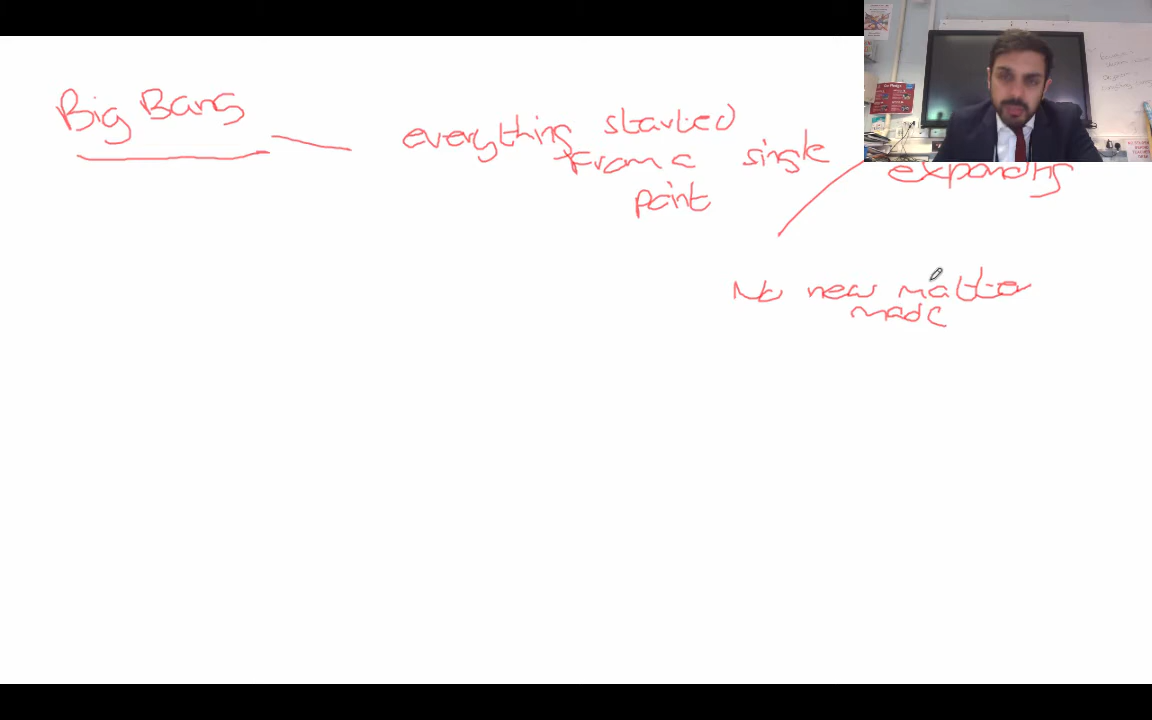 Big Bang
everything started
from a single
point
expanding
No new matter
made